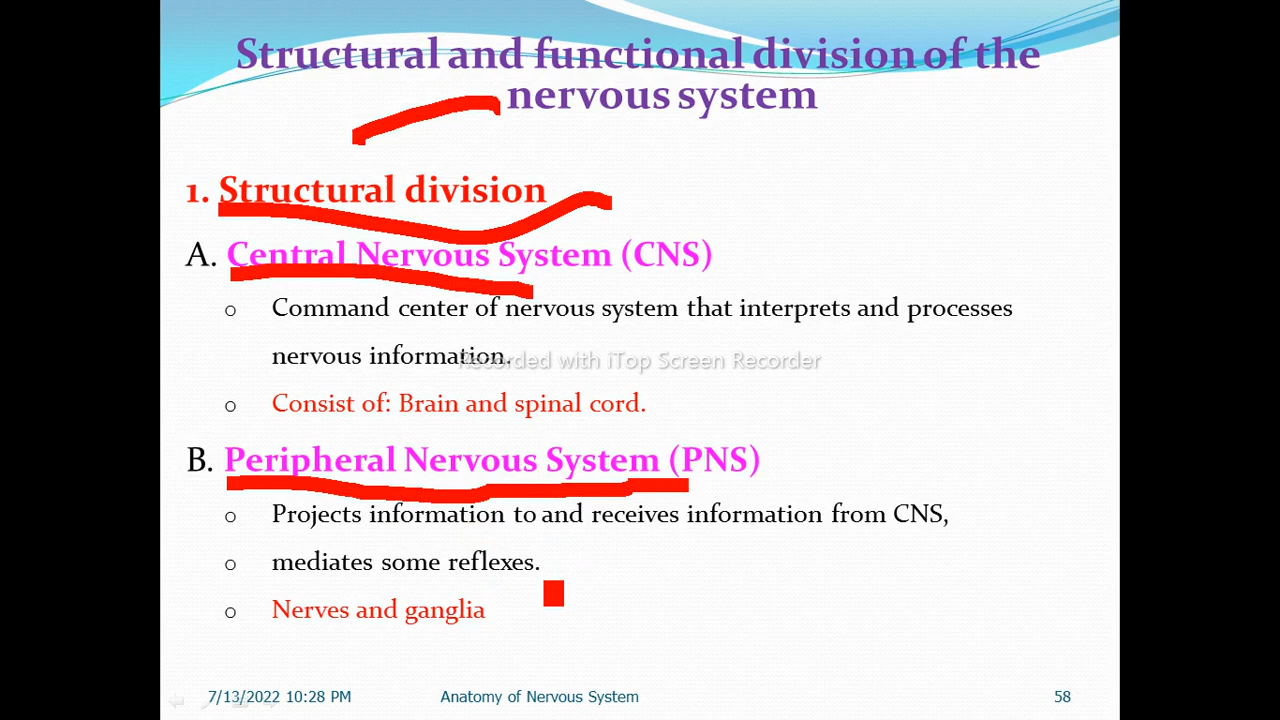 Structural and functional division of the
nervous system
1. Structural division
A. Central Nervous System (CNS)
o Command center of nervous system that interprets and processes
nervous information.
Recorded with iTop Screen Recorder
o Consist of: Brain and spinal cord.
B. Peripheral Nervous System (PNS)
o Projects information to and receives information from CNS,
o mediates some reflexes.
o Nerves and ganglia
7/13/2022 10:28 PM Anatomy of Nervous System 58